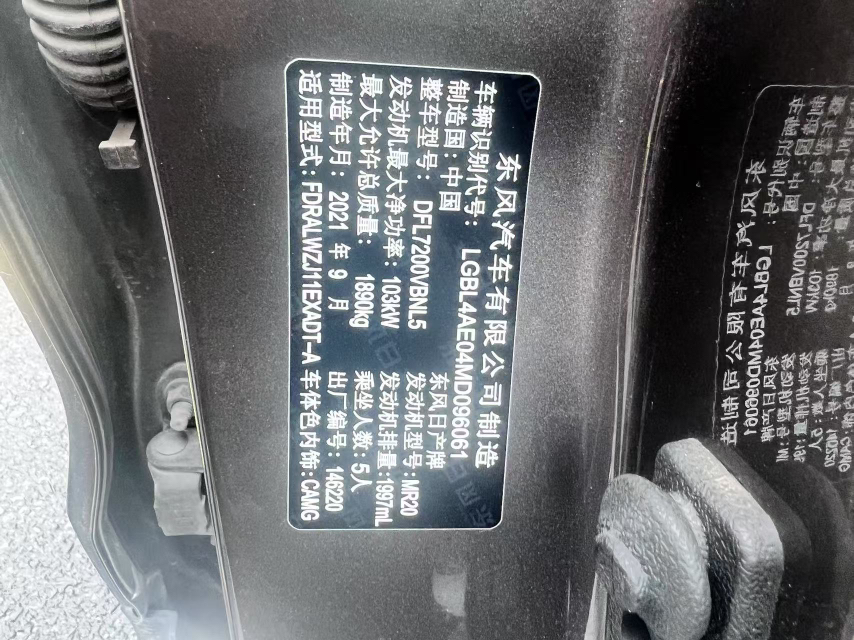 东风汽车有限公司制造
车辆识别代号: LGBL4AE04MD096061
制造国: 中国 东风日产牌
整车型号: DFL7200VBNL5 发动机型号: MR20
发动机最大净功率: 103kW 发动机排量: 1997mL
最大允许总质量: 1890kg 乘坐人数: 5人
制造年月: 2021 年 9 月 出厂编号: 146220
适用型式: FDRALWZJ11EXADT-A 车体色内饰: CAMG